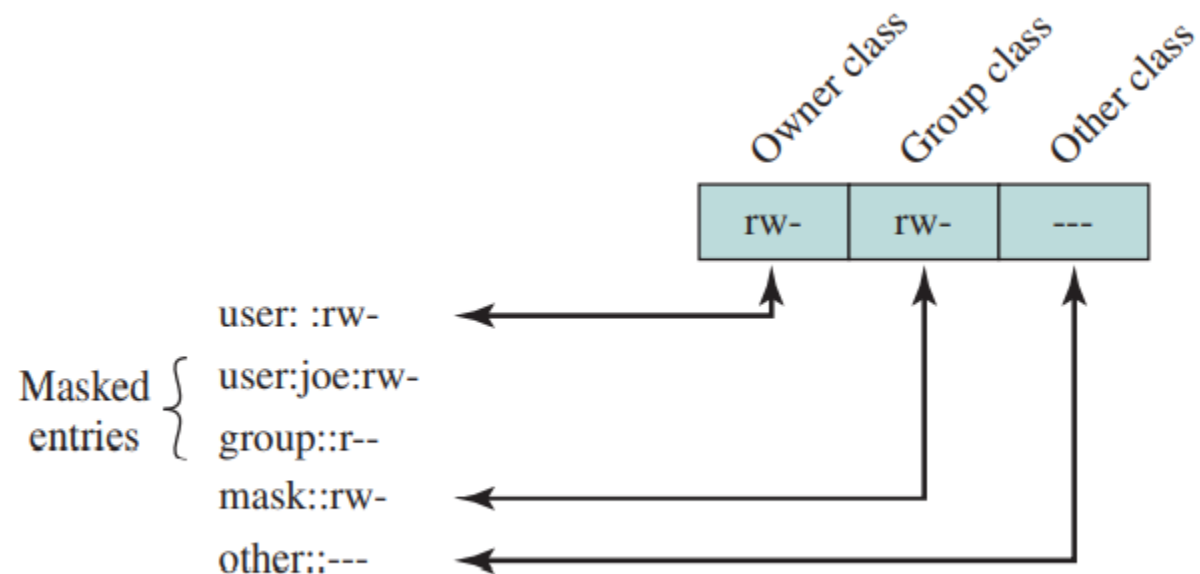 Owner class
Group class
Other class
rw-
rw-
---
user: :rw-
Masked
entries
user:joe:rw-
group::r--
mask::rw-
other::---